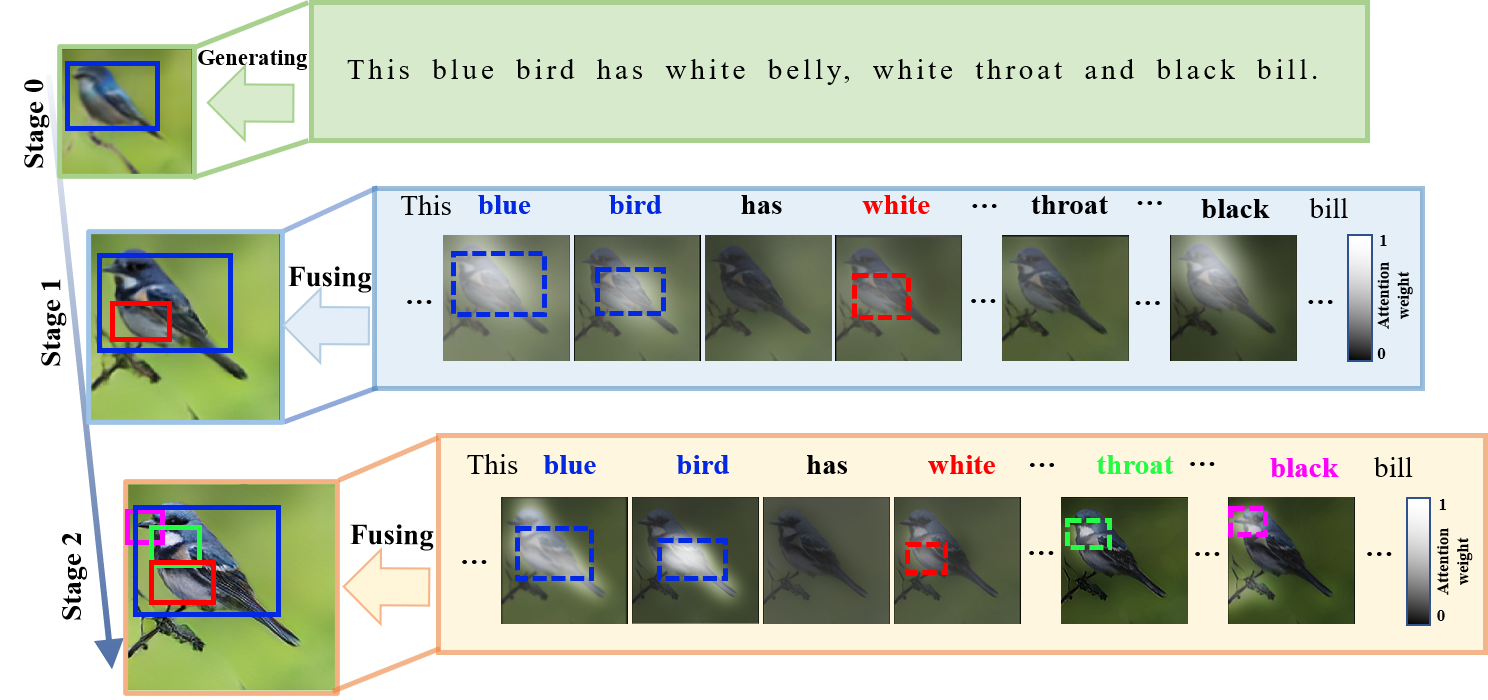 Stage 0
Generating
This blue bird has white belly, white throat and black bill.
Stage 1
Fusing
This blue bird has white ... throat ... black bill
... ... ... ...
1
Attention
weight
0
Stage 2
Fusing
This blue bird has white ... throat ... black bill
... ... ... ...
1
Attention
weight
0